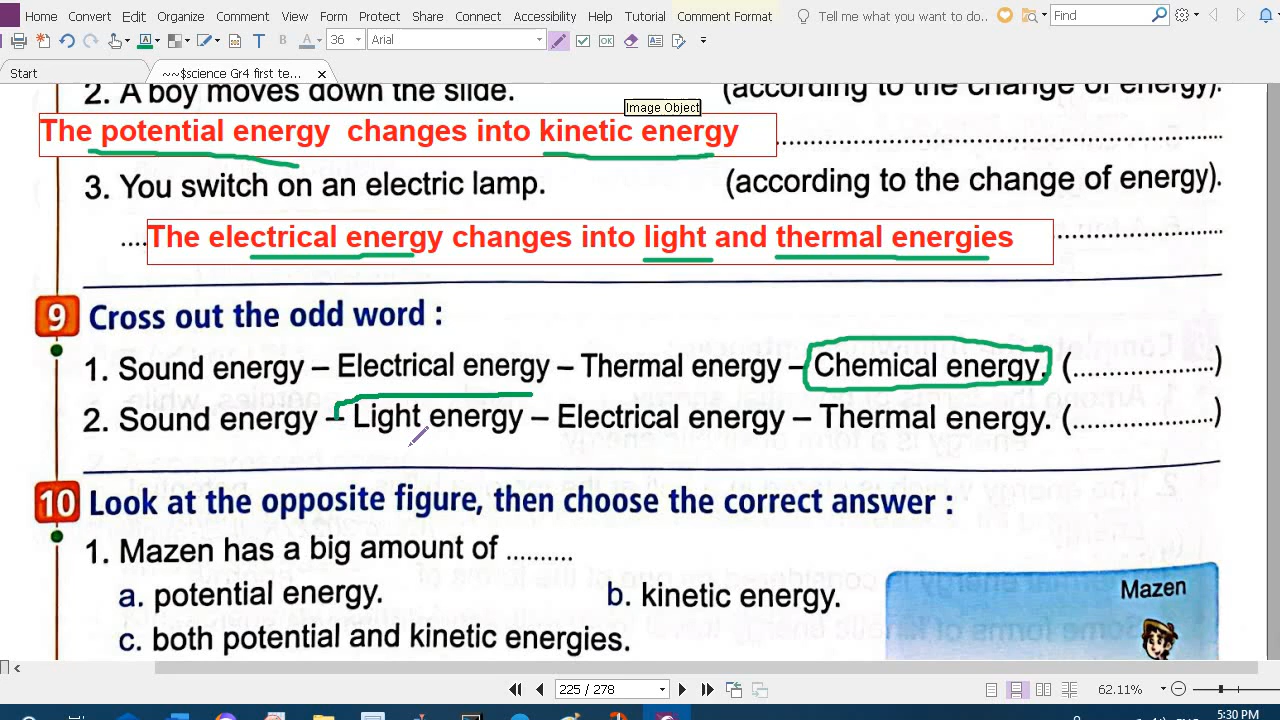 Home Convert Edit Organize Comment View Form Protect Share Connect Accessibility Help Tutorial Comment Format Tell me what you want to do.. Find
36 Arial
Start ~~$science Gr4 first te... ×
2. A boy moves down the slide. (according to the change of energy).
Image Object
The potential energy changes into kinetic energy ..........................
3. You switch on an electric lamp. (according to the change of energy).
....The electrical energy changes into light and thermal energies ..........................
9 Cross out the odd word :
1. Sound energy – Electrical energy – Thermal energy – Chemical energy. (......................)
2. Sound energy – Light energy – Electrical energy – Thermal energy. (......................)
10 Look at the opposite figure, then choose the correct answer :
1. Mazen has a big amount of ..........
a. potential energy. b. kinetic energy.
Mazen
c. both potential and kinetic energies.
225 / 278 62.11%
5:30 PM